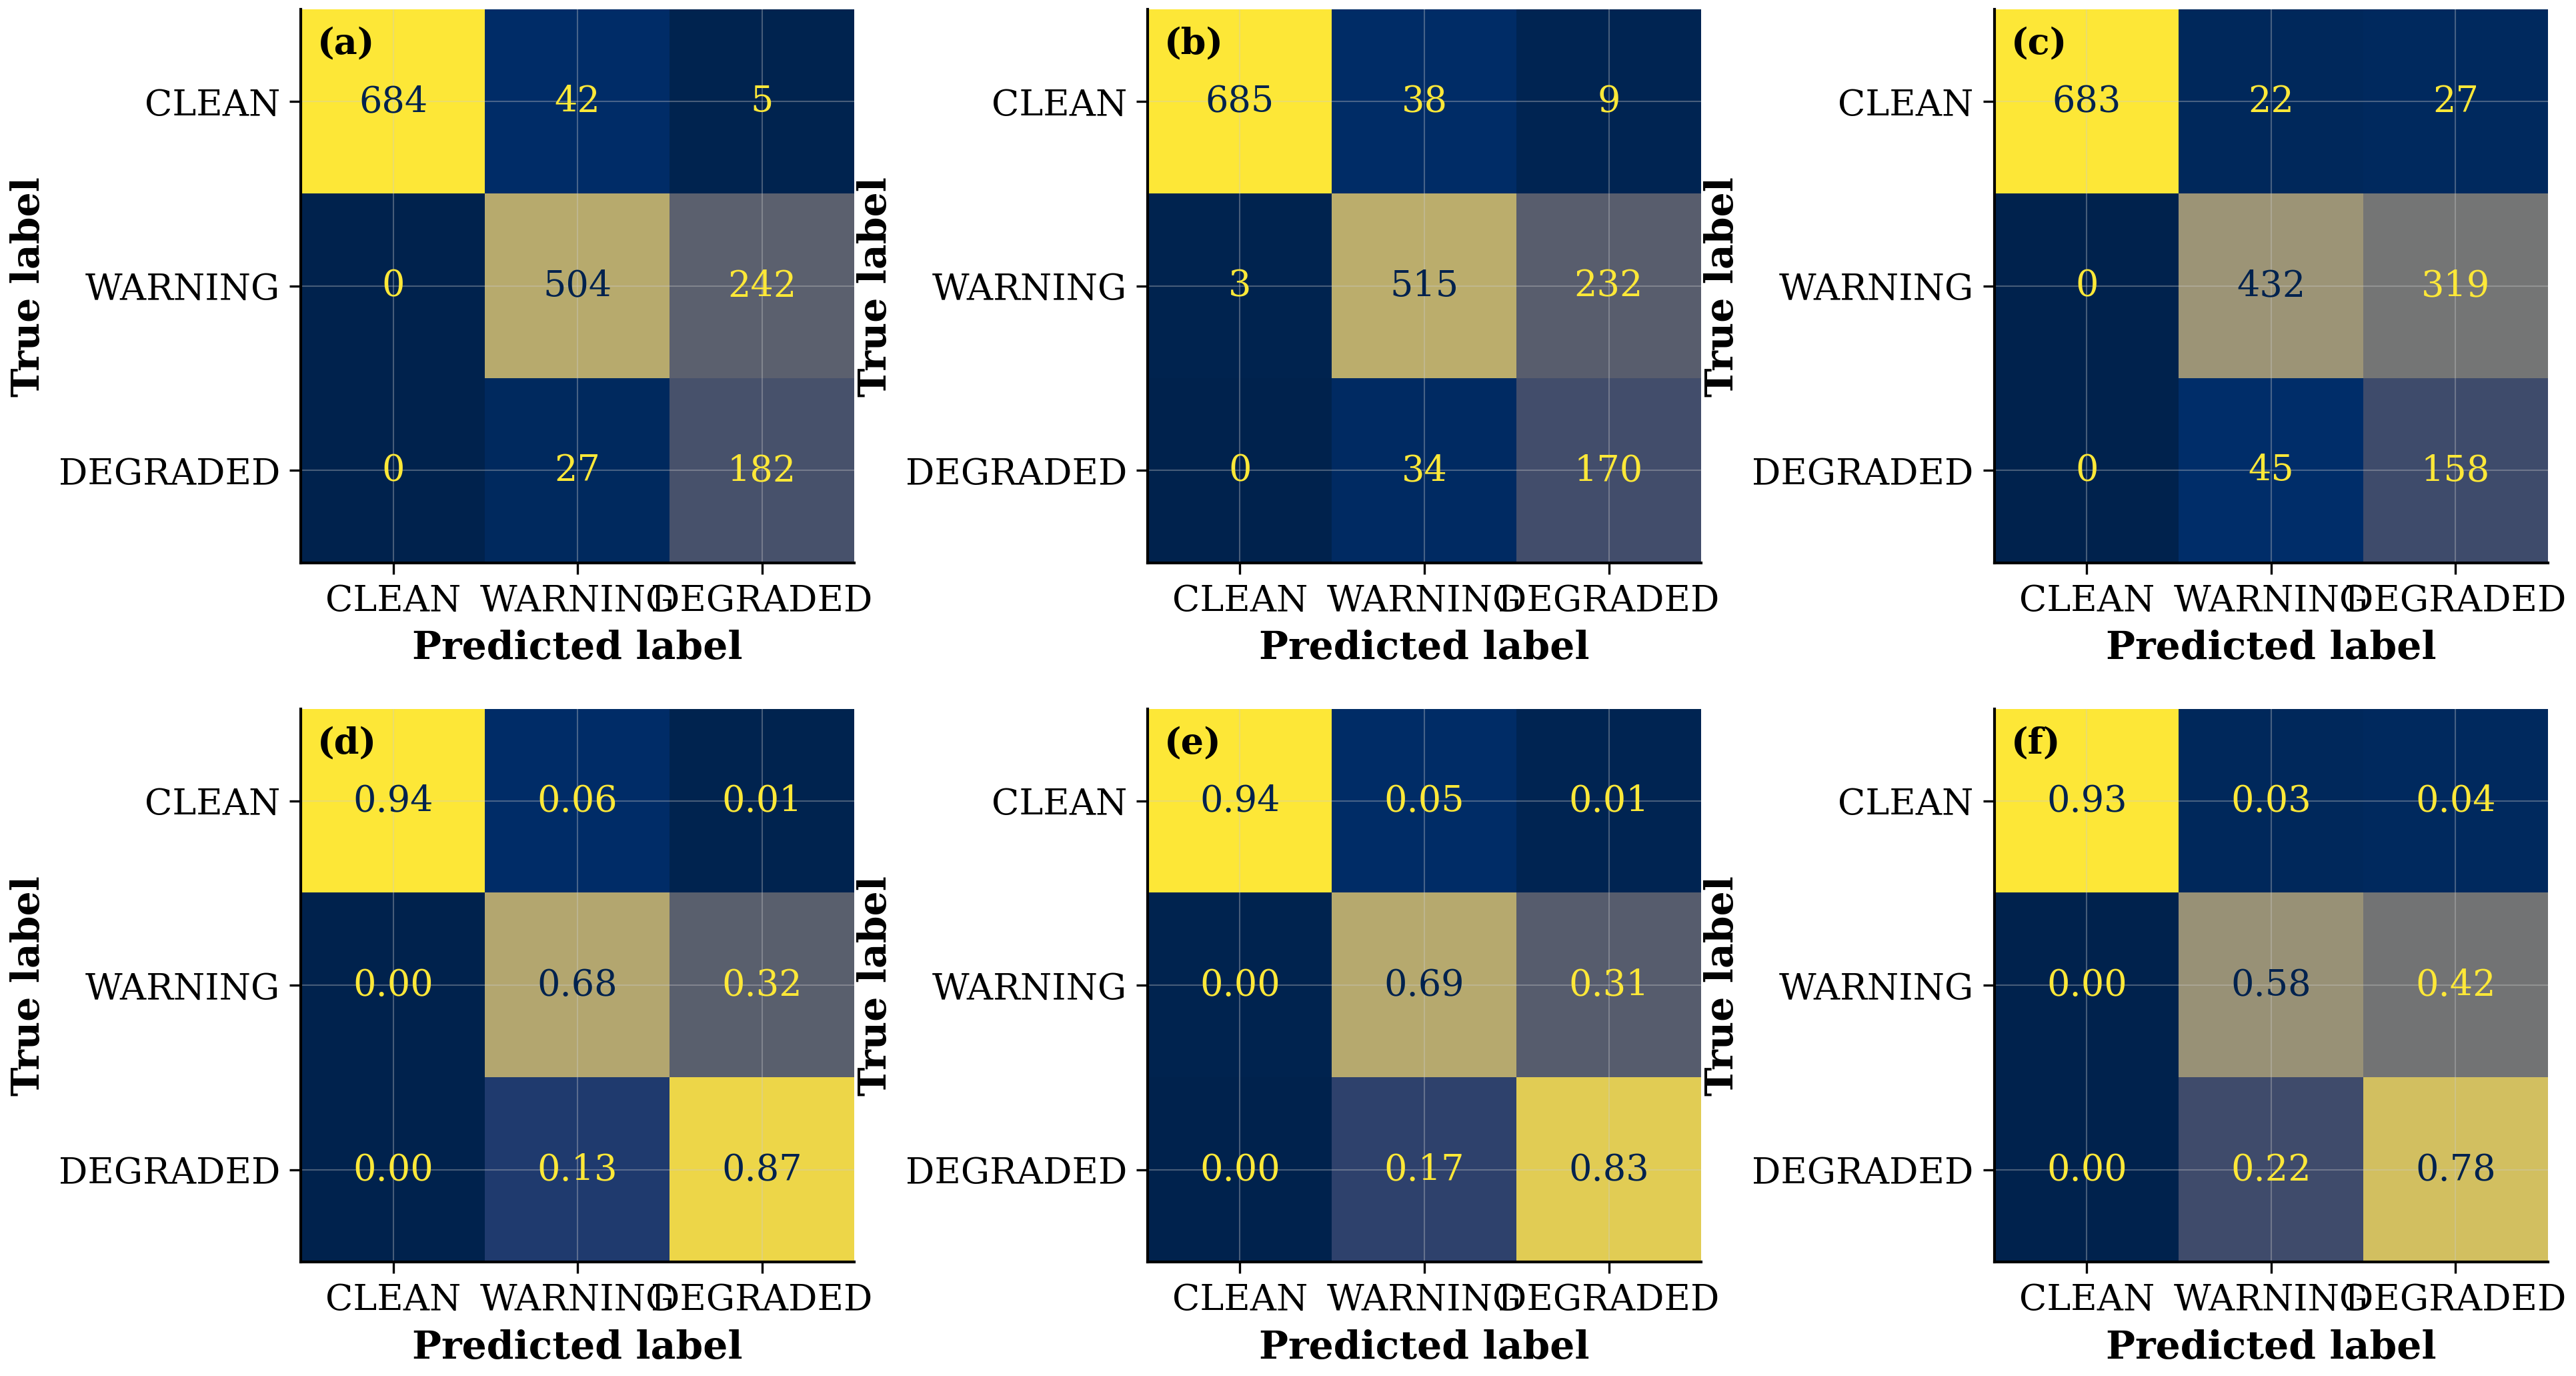 (a)
True label
CLEAN 684 42 5
WARNING 0 504 242
DEGRADED 0 27 182
CLEAN WARNING DEGRADED
Predicted label
(b)
True label
CLEAN 685 38 9
WARNING 3 515 232
DEGRADED 0 34 170
CLEAN WARNING DEGRADED
Predicted label
(c)
True label
CLEAN 683 22 27
WARNING 0 432 319
DEGRADED 0 45 158
CLEAN WARNING DEGRADED
Predicted label
(d)
True label
CLEAN 0.94 0.06 0.01
WARNING 0.00 0.68 0.32
DEGRADED 0.00 0.13 0.87
CLEAN WARNING DEGRADED
Predicted label
(e)
True label
CLEAN 0.94 0.05 0.01
WARNING 0.00 0.69 0.31
DEGRADED 0.00 0.17 0.83
CLEAN WARNING DEGRADED
Predicted label
(f)
True label
CLEAN 0.93 0.03 0.04
WARNING 0.00 0.58 0.42
DEGRADED 0.00 0.22 0.78
CLEAN WARNING DEGRADED
Predicted label